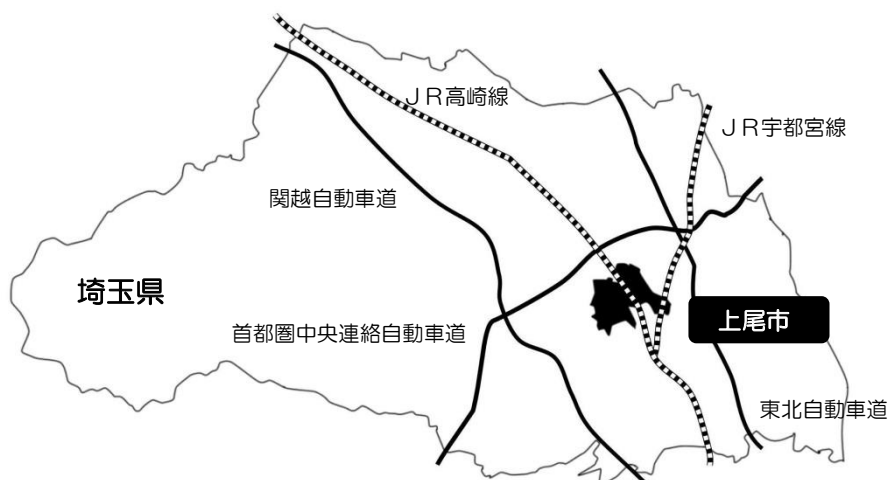 ＪＲ高崎線
ＪＲ宇都宮線
関越自動車道
埼玉県
上尾市
首都圏中央連絡自動車道
東北自動車道